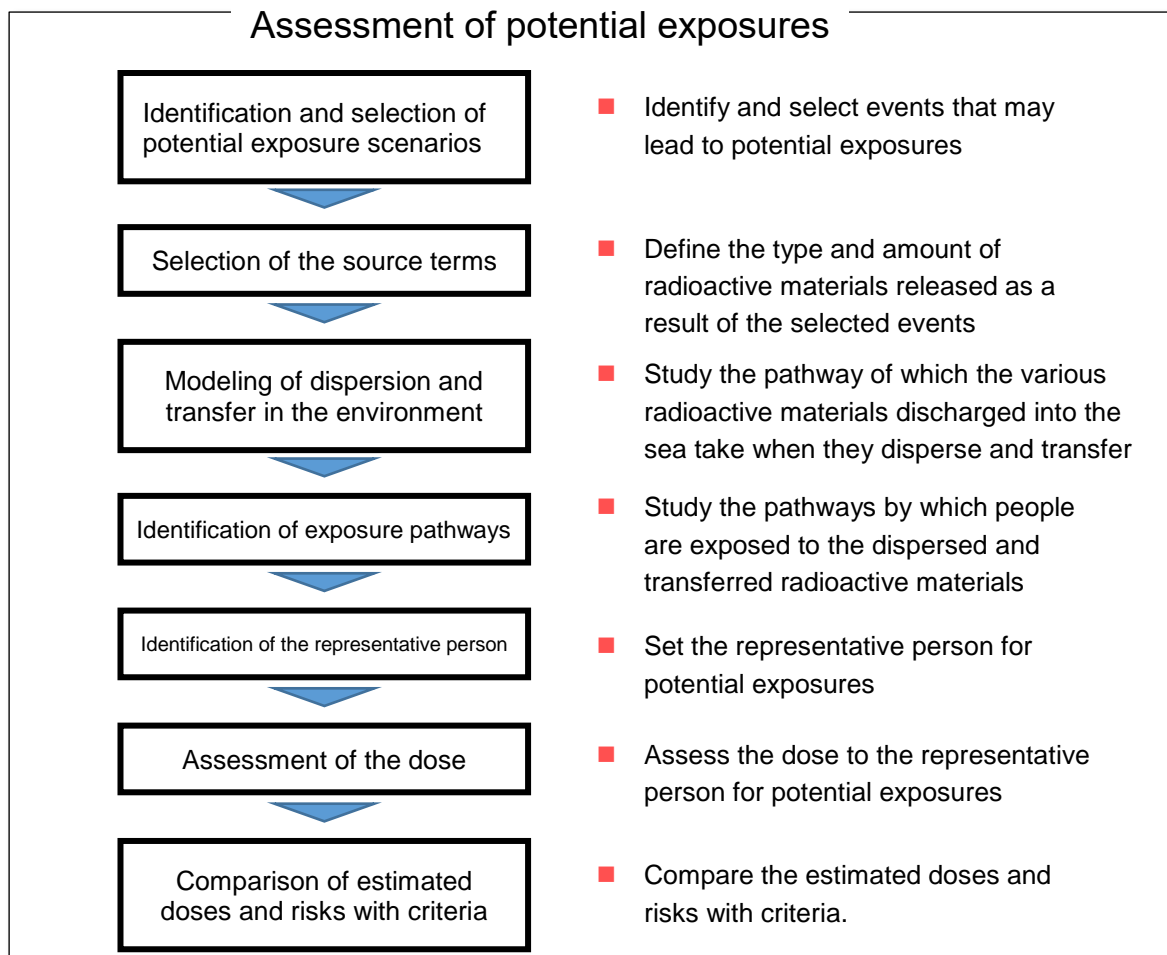 Assessment of potential exposures
Identification and selection of
potential exposure scenarios
Identify and select events that may
lead to potential exposures
Selection of the source terms
Define the type and amount of
radioactive materials released as a
result of the selected events
Modeling of dispersion and
transfer in the environment
Study the pathway of which the various
radioactive materials discharged into the
sea take when they disperse and transfer
Identification of exposure pathways
Study the pathways by which people
are exposed to the dispersed and
transferred radioactive materials
Identification of the representative person
Set the representative person for
potential exposures
Assessment of the dose
Assess the dose to the representative
person for potential exposures
Comparison of estimated
doses and risks with criteria
Compare the estimated doses and
risks with criteria.